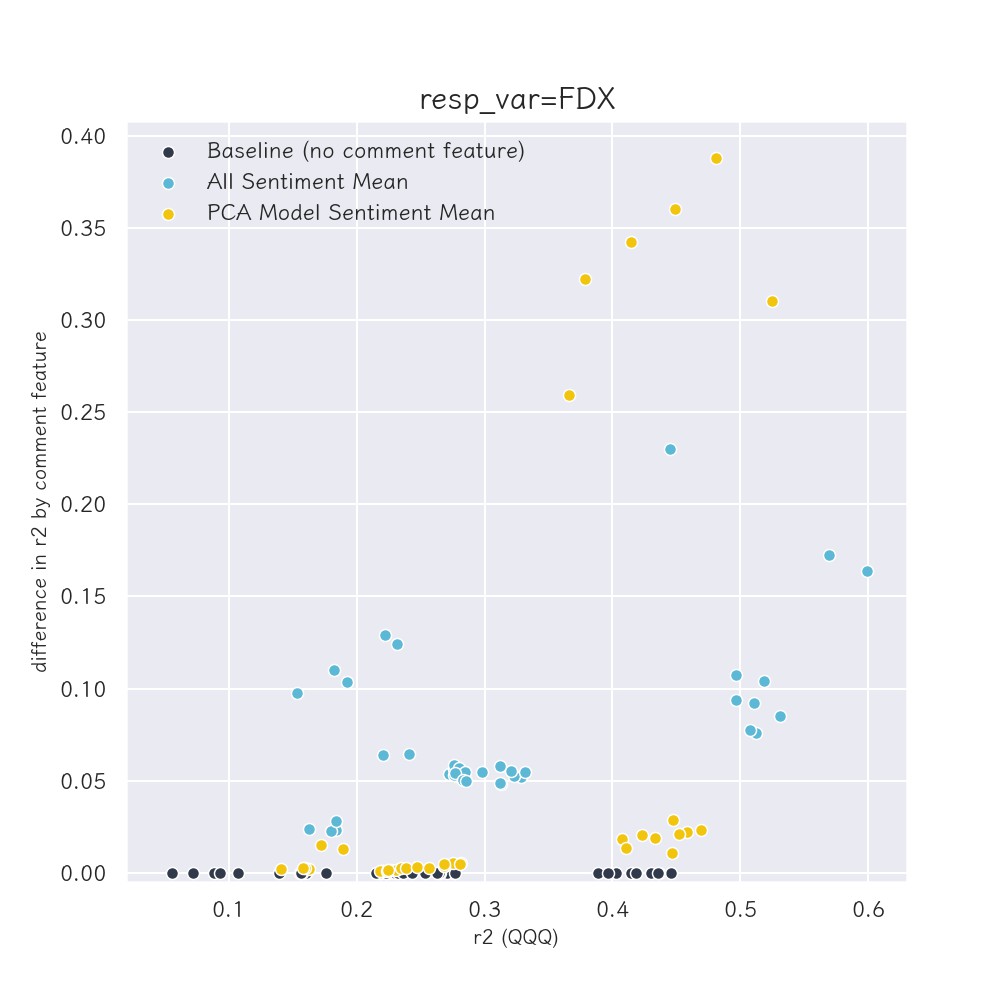 resp_var=FDX
Baseline (no comment feature)
All Sentiment Mean
PCA Model Sentiment Mean
difference in r2 by comment feature
0.40
0.35
0.30
0.25
0.20
0.15
0.10
0.05
0.00
0.1 0.2 0.3 0.4 0.5 0.6
r2 (QQQ)